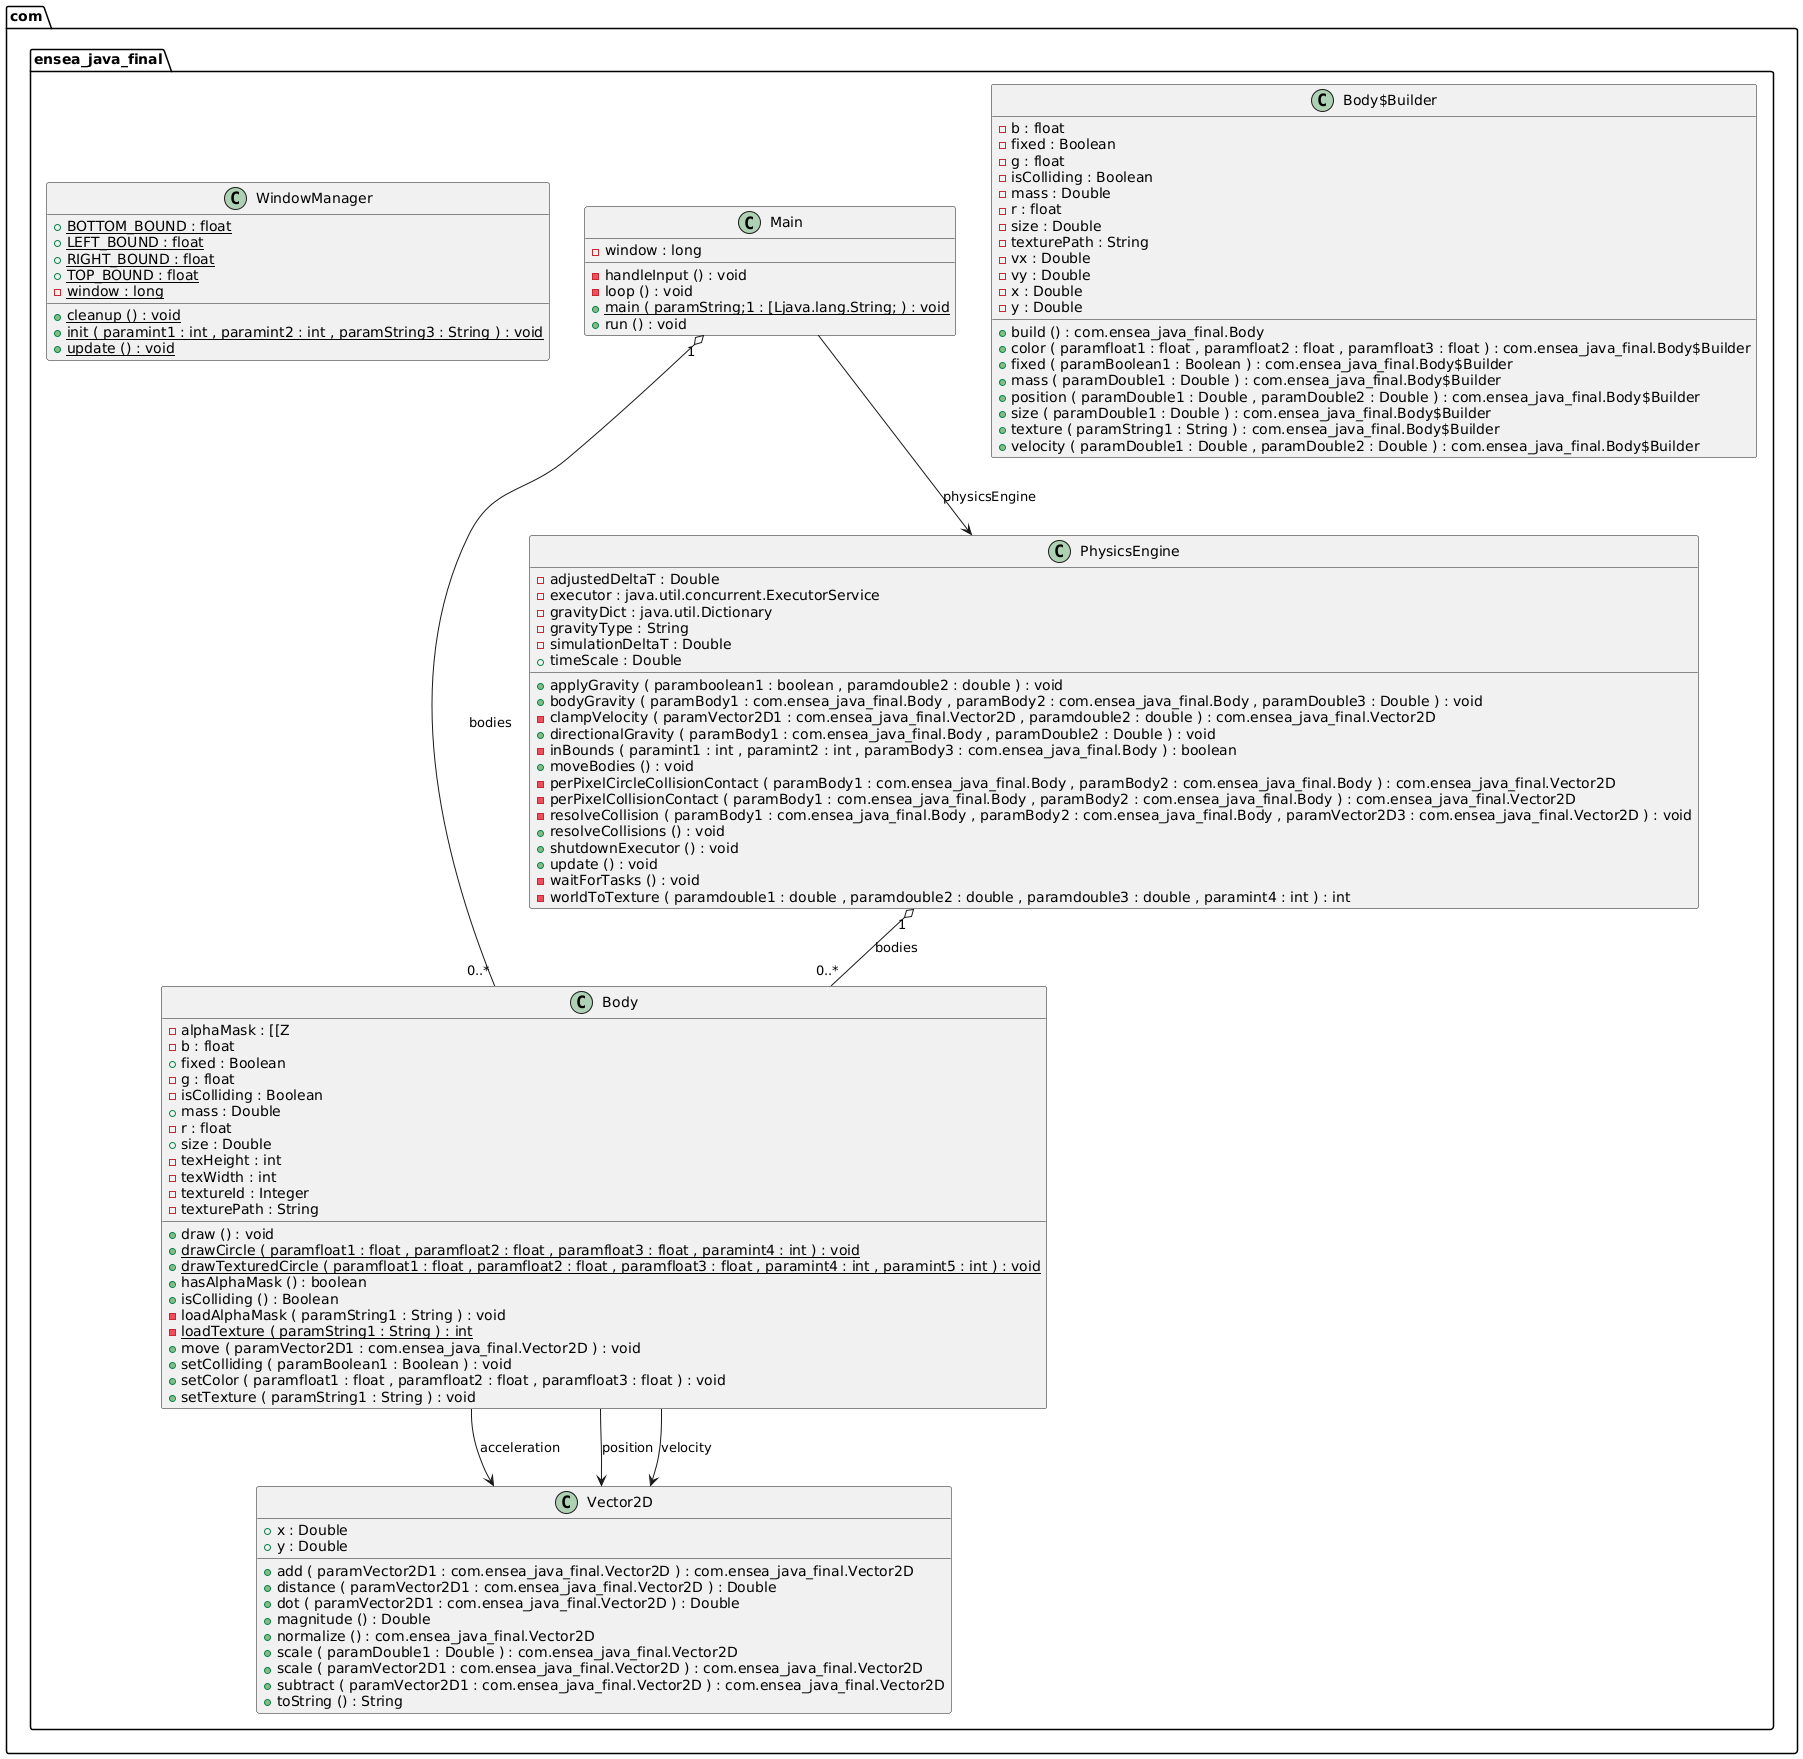 com
ensea_java_final
C Body$Builder
b : float
fixed : Boolean
g : float
isColliding : Boolean
mass : Double
r : float
size : Double
texturePath : String
vx : Double
vy : Double
x : Double
y : Double
build () : com.ensea_java_final.Body
color ( paramfloat1 : float , paramfloat2 : float , paramfloat3 : float ) : com.ensea_java_final.Body$Builder
fixed ( paramBoolean1 : Boolean ) : com.ensea_java_final.Body$Builder
mass ( paramDouble1 : Double ) : com.ensea_java_final.Body$Builder
position ( paramDouble1 : Double , paramDouble2 : Double ) : com.ensea_java_final.Body$Builder
size ( paramDouble1 : Double ) : com.ensea_java_final.Body$Builder
texture ( paramString1 : String ) : com.ensea_java_final.Body$Builder
velocity ( paramDouble1 : Double , paramDouble2 : Double ) : com.ensea_java_final.Body$Builder
C WindowManager
BOTTOM_BOUND : float
LEFT_BOUND : float
RIGHT_BOUND : float
TOP_BOUND : float
window : long
cleanup () : void
init ( paramint1 : int , paramint2 : int , paramString3 : String ) : void
update () : void
C Main
window : long
handleInput () : void
loop () : void
main ( paramString;1 : [Ljava.lang.String; ) : void
run () : void
1
physicsEngine
C PhysicsEngine
adjustedDeltaT : Double
executor : java.util.concurrent.ExecutorService
gravityDict : java.util.Dictionary
gravityType : String
simulationDeltaT : Double
timeScale : Double
applyGravity ( paramboolean1 : boolean , paramdouble2 : double ) : void
bodyGravity ( paramBody1 : com.ensea_java_final.Body , paramBody2 : com.ensea_java_final.Body , paramDouble3 : Double ) : void
clampVelocity ( paramVector2D1 : com.ensea_java_final.Vector2D , paramdouble2 : double ) : com.ensea_java_final.Vector2D
directionalGravity ( paramBody1 : com.ensea_java_final.Body , paramDouble2 : Double ) : void
inBounds ( paramint1 : int , paramint2 : int , paramBody3 : com.ensea_java_final.Body ) : boolean
moveBodies () : void
perPixelCircleCollisionContact ( paramBody1 : com.ensea_java_final.Body , paramBody2 : com.ensea_java_final.Body ) : com.ensea_java_final.Vector2D
perPixelCollisionContact ( paramBody1 : com.ensea_java_final.Body , paramBody2 : com.ensea_java_final.Body ) : com.ensea_java_final.Vector2D
resolveCollision ( paramBody1 : com.ensea_java_final.Body , paramBody2 : com.ensea_java_final.Body , paramVector2D3 : com.ensea_java_final.Vector2D ) : void
resolveCollisions () : void
shutdownExecutor () : void
update () : void
waitForTasks () : void
worldToTexture ( paramdouble1 : double , paramdouble2 : double , paramdouble3 : double , paramint4 : int ) : int
bodies
1
bodies
0..*
0..*
C Body
alphaMask : [[Z
b : float
fixed : Boolean
g : float
isColliding : Boolean
mass : Double
r : float
size : Double
texHeight : int
texWidth : int
textureId : Integer
texturePath : String
draw () : void
drawCircle ( paramfloat1 : float , paramfloat2 : float , paramfloat3 : float , paramint4 : int ) : void
drawTexturedCircle ( paramfloat1 : float , paramfloat2 : float , paramfloat3 : float , paramint4 : int , paramint5 : int ) : void
hasAlphaMask () : boolean
isColliding () : Boolean
loadAlphaMask ( paramString1 : String ) : void
loadTexture ( paramString1 : String ) : int
move ( paramVector2D1 : com.ensea_java_final.Vector2D ) : void
setColliding ( paramBoolean1 : Boolean ) : void
setColor ( paramfloat1 : float , paramfloat2 : float , paramfloat3 : float ) : void
setTexture ( paramString1 : String ) : void
acceleration
position
velocity
C Vector2D
x : Double
y : Double
add ( paramVector2D1 : com.ensea_java_final.Vector2D ) : com.ensea_java_final.Vector2D
distance ( paramVector2D1 : com.ensea_java_final.Vector2D ) : Double
dot ( paramVector2D1 : com.ensea_java_final.Vector2D ) : Double
magnitude () : Double
normalize () : com.ensea_java_final.Vector2D
scale ( paramDouble1 : Double ) : com.ensea_java_final.Vector2D
scale ( paramVector2D1 : com.ensea_java_final.Vector2D ) : com.ensea_java_final.Vector2D
subtract ( paramVector2D1 : com.ensea_java_final.Vector2D ) : com.ensea_java_final.Vector2D
toString () : String